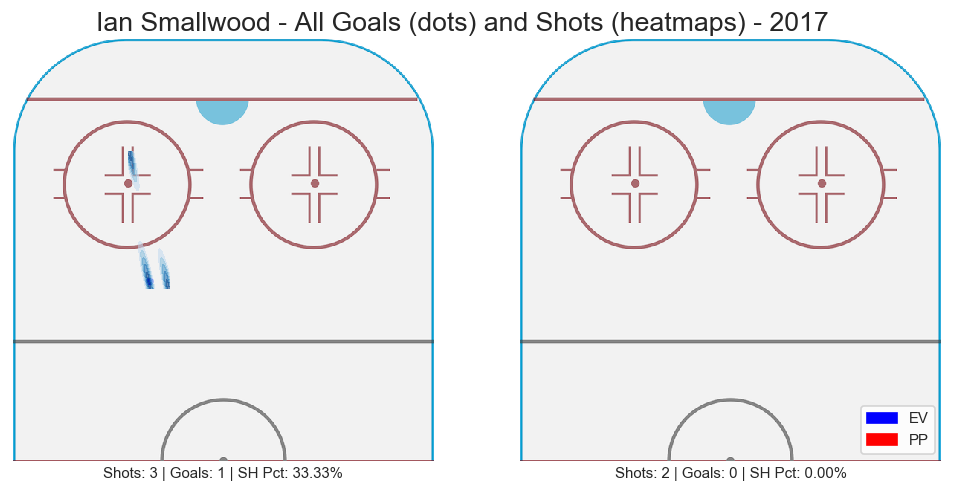 Ian Smallwood - All Goals (dots) and Shots (heatmaps) - 2017
EV
PP
Shots: 3 | Goals: 1 | SH Pct: 33.33%
Shots: 2 | Goals: 0 | SH Pct: 0.00%